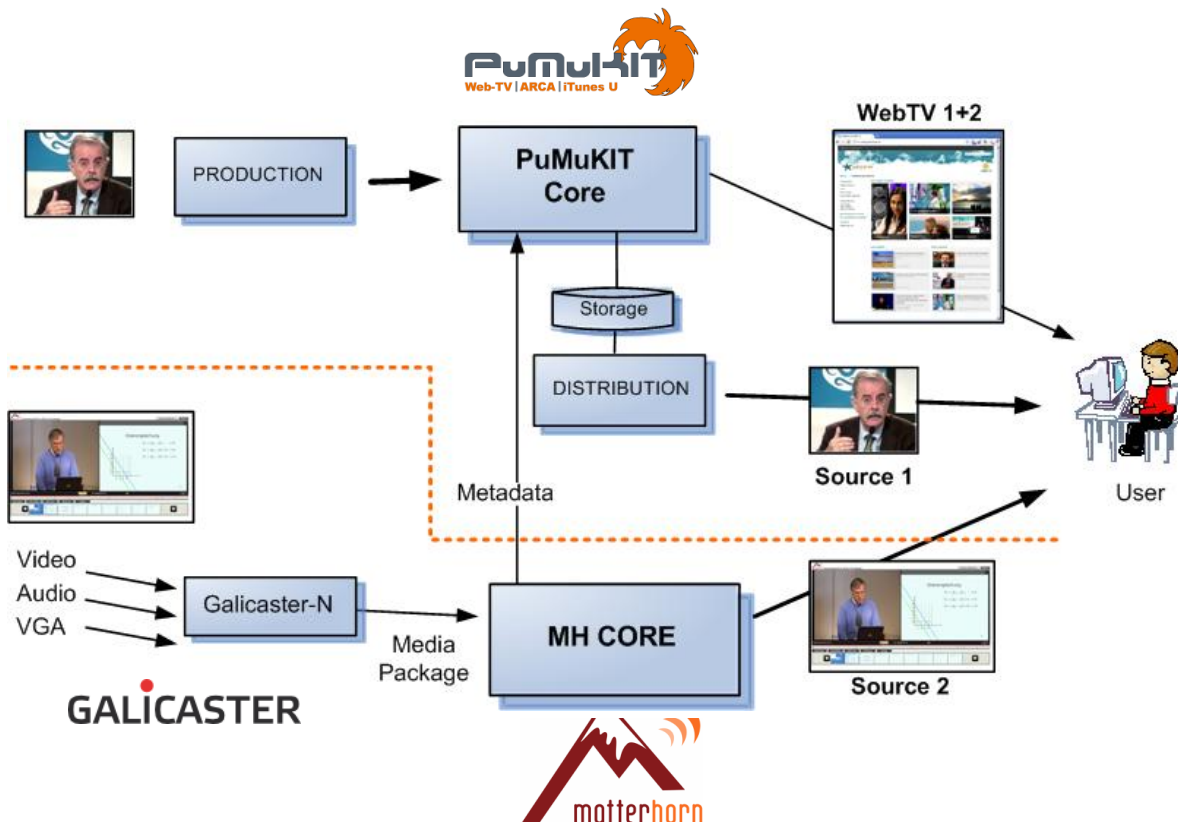 PuMuKIT
Web-TV | ARCA | iTunes U
WebTV 1+2
PRODUCTION
PuMuKIT
Core
Storage
DISTRIBUTION
Source 1
User
Metadata
Video
Audio
VGA
Galicaster-N
Media
Package
MH CORE
Source 2
GALICASTER
matterhorn